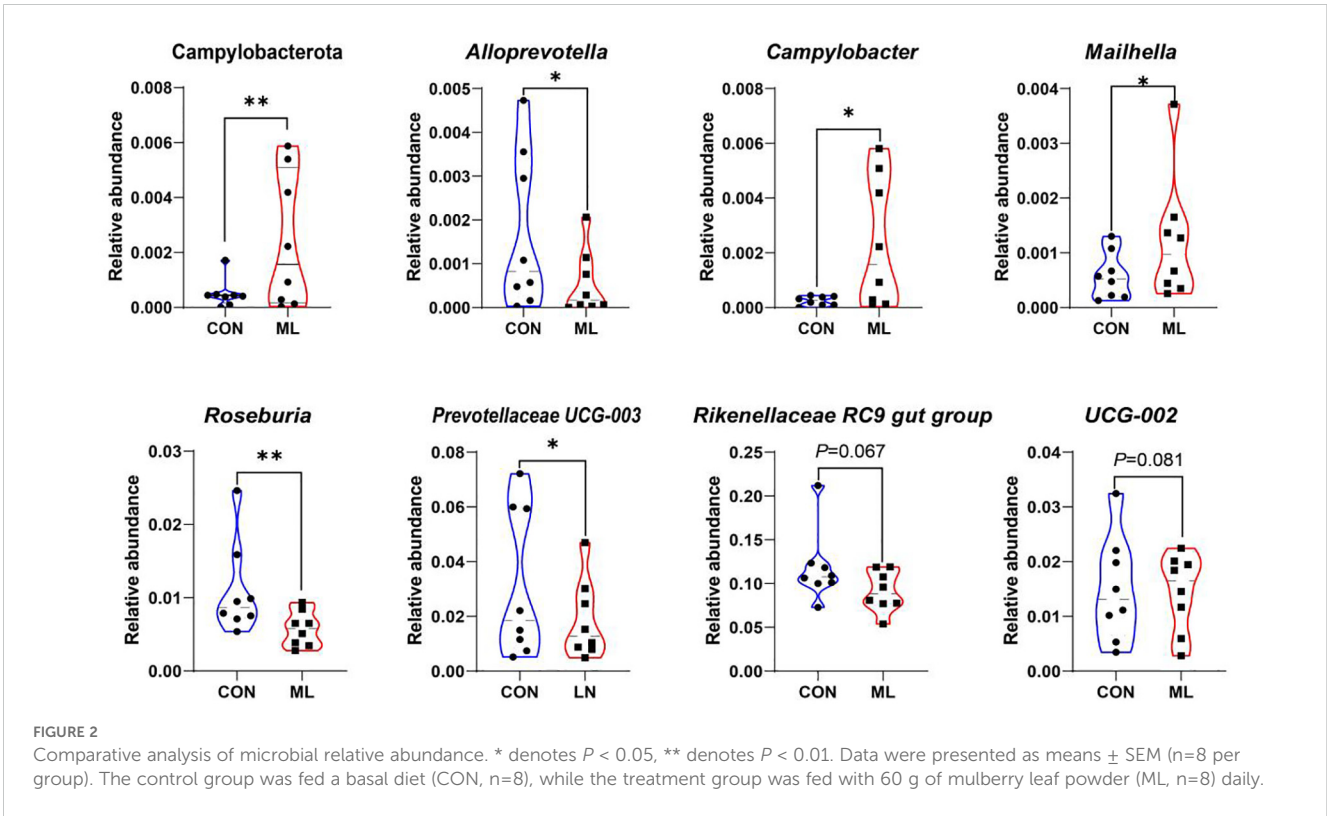 Campylobacterota
Alloprevotella
Campylobacter
Mailhella
Relative abundance
0.008
0.006
0.004
0.002
0.000
**
CON
ML
Relative abundance
0.005
0.004
0.003
0.002
0.001
0.000
*
CON
ML
Relative abundance
0.008
0.006
0.004
0.002
0.000
*
CON
ML
Relative abundance
0.004
0.003
0.002
0.001
0.000
*
CON
ML
Roseburia
Prevotellaceae UCG-003
Rikenellaceae RC9 gut group
UCG-002
Relative abundance
0.03
0.02
0.01
0.00
**
CON
ML
Relative abundance
0.08
0.06
0.04
0.02
0.00
*
CON
LN
Relative abundance
0.25
0.20
0.15
0.10
0.05
0.00
P=0.067
CON
ML
Relative abundance
0.04
0.03
0.02
0.01
0.00
P=0.081
CON
ML
FIGURE 2
Comparative analysis of microbial relative abundance. * denotes P < 0.05, ** denotes P < 0.01. Data were presented as means ± SEM (n=8 per
group). The control group was fed a basal diet (CON, n=8), while the treatment group was fed with 60 g of mulberry leaf powder (ML, n=8) daily.